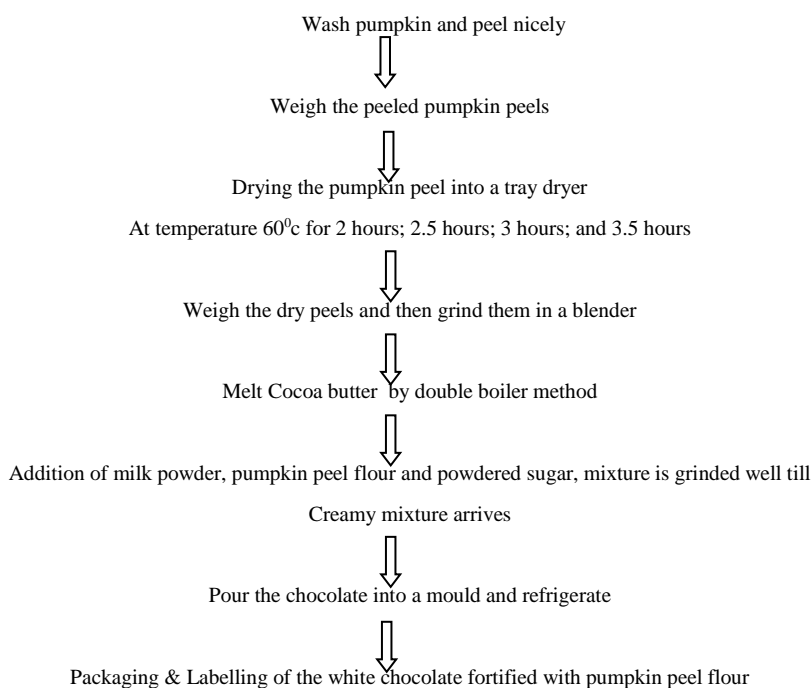 Wash pumpkin and peel nicely
Weigh the peeled pumpkin peels
Drying the pumpkin peel into a tray dryer
At temperature 60⁰c for 2 hours; 2.5 hours; 3 hours; and 3.5 hours
Weigh the dry peels and then grind them in a blender
Melt Cocoa butter by double boiler method
Addition of milk powder, pumpkin peel flour and powdered sugar, mixture is grinded well till
Creamy mixture arrives
Pour the chocolate into a mould and refrigerate
Packaging & Labelling of the white chocolate fortified with pumpkin peel flour